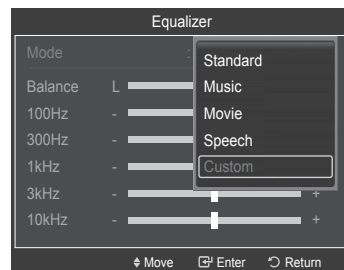 Equalizer
Mode :
Standard
Music
Movie
Speech
Custom
Balance L
100Hz -
300Hz -
1kHz -
3kHz - +
10kHz - +
Move Enter Return